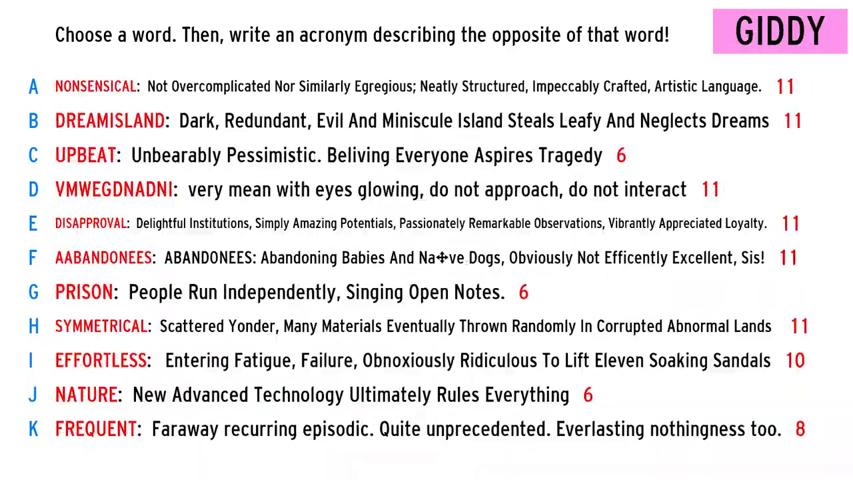 Choose a word. Then, write an acronym describing the opposite of that word!
GIDDY
A NONSENSICAL: Not Overcomplicated Nor Similarly Egregious; Neatly Structured, Impeccably Crafted, Artistic Language. 11
B DREAMISLAND: Dark, Redundant, Evil And Miniscule Island Steals Leafy And Neglects Dreams 11
C UPBEAT: Unbearably Pessimistic. Beliving Everyone Aspires Tragedy 6
D VMWEGDNADNI: very mean with eyes glowing, do not approach, do not interact 11
E DISAPPROVAL: Delightful Institutions, Simply Amazing Potentials, Passionately Remarkable Observations, Vibrantly Appreciated Loyalty. 11
F AABANDONEES: ABANDONEES: Abandoning Babies And Na✢ve Dogs, Obviously Not Efficently Excellent, Sis! 11
G PRISON: People Run Independently, Singing Open Notes. 6
H SYMMETRICAL: Scattered Yonder, Many Materials Eventually Thrown Randomly In Corrupted Abnormal Lands 11
I EFFORTLESS: Entering Fatigue, Failure, Obnoxiously Ridiculous To Lift Eleven Soaking Sandals 10
J NATURE: New Advanced Technology Ultimately Rules Everything 6
K FREQUENT: Faraway recurring episodic. Quite unprecedented. Everlasting nothingness too. 8